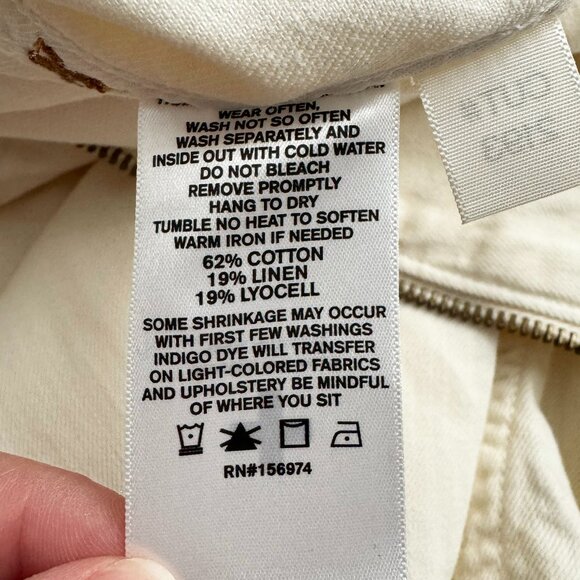 WEAR OFTEN,
WASH NOT SO OFTEN
WASH SEPARATELY AND
INSIDE OUT WITH COLD WATER
DO NOT BLEACH
REMOVE PROMPTLY
HANG TO DRY
TUMBLE NO HEAT TO SOFTEN
WARM IRON IF NEEDED
62% COTTON
19% LINEN
19% LYOCELL
SOME SHRINKAGE MAY OCCUR
WITH FIRST FEW WASHINGS
INDIGO DYE WILL TRANSFER
ON LIGHT-COLORED FABRICS
AND UPHOLSTERY BE MINDFUL
OF WHERE YOU SIT
RN#156974